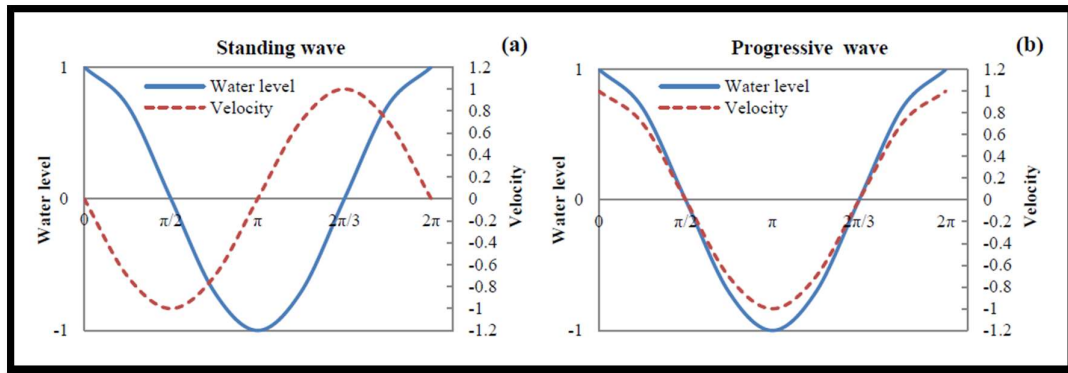 Standing wave
(a)
Water level
Velocity
1
0
-1
Water level
1.2
1
0.8
0.6
0.4
0.2
0
-0.2
-0.4
-0.6
-0.8
-1
-1.2
Velocity
0
π/2
π
2π/3
2π
Progressive wave
(b)
Water level
Velocity
1
0
-1
Water level
1.2
1
0.8
0.6
0.4
0.2
0
-0.2
-0.4
-0.6
-0.8
-1
-1.2
Velocity
0
π/2
π
2π/3
2π